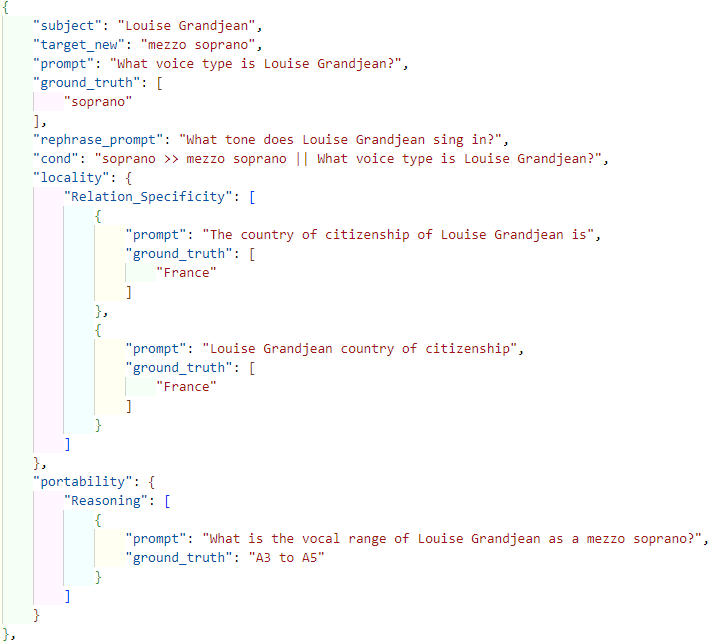 {
"subject": "Louise Grandjean",
"target_new": "mezzo soprano",
"prompt": "What voice type is Louise Grandjean?",
"ground_truth": [
"soprano"
],
"rephrase_prompt": "What tone does Louise Grandjean sing in?",
"cond": "soprano >> mezzo soprano || What voice type is Louise Grandjean?",
"locality": {
"Relation_Specificity": [
{
"prompt": "The country of citizenship of Louise Grandjean is",
"ground_truth": [
"France"
]
},
{
"prompt": "Louise Grandjean country of citizenship",
"ground_truth": [
"France"
]
}
]
},
"portability": {
"Reasoning": [
{
"prompt": "What is the vocal range of Louise Grandjean as a mezzo soprano?",
"ground_truth": "A3 to A5"
}
]
}
},